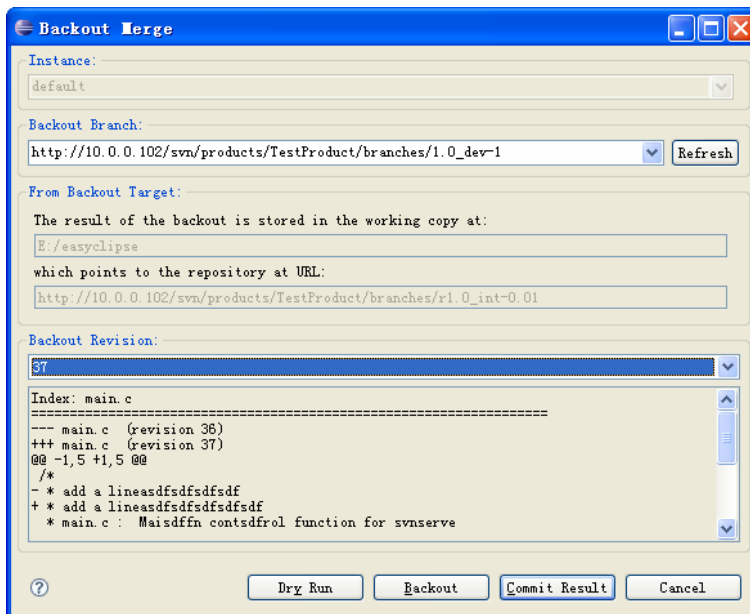 Backout Merge
Instance:
default
Backout Branch:
http://10.0.0.102/svn/products/TestProduct/branches/1.0_dev-1
Refresh
From Backout Target:
The result of the backout is stored in the working copy at:
E:/easyclipse
which points to the repository at URL:
http://10.0.0.102/svn/products/TestProduct/branches/r1.0_int-0.01
Backout Revision:
37
Index: main.c
===================================================================
--- main.c  (revision 36)
+++ main.c  (revision 37)
@@ -1,5 +1,5 @@
 /*
- * add a lineasdfsdfsdfsdf
+ * add a lineasdfsdfsdfsdfsdf
  * main.c :  Maisdffn contsdfrol function for svnserve
Dry Run
Backout
Commit Result
Cancel